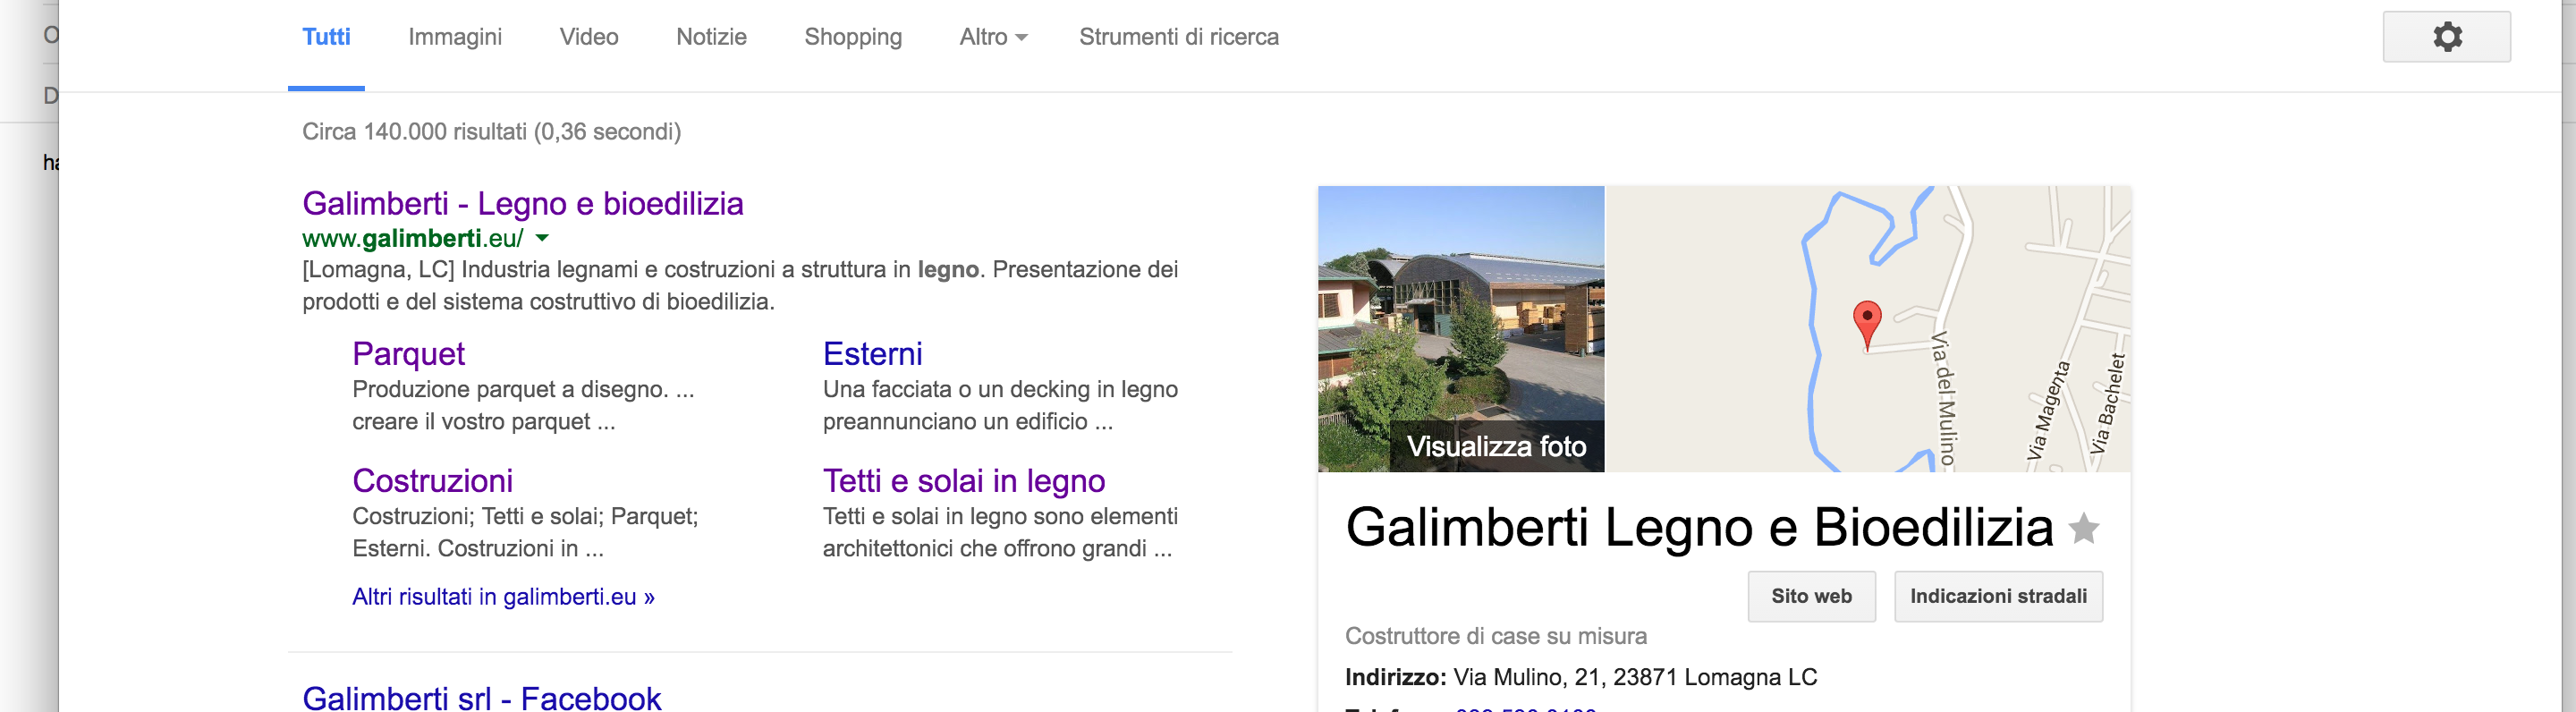 Tutti Immagini Video Notizie Shopping Altro Strumenti di ricerca
Circa 140.000 risultati (0,36 secondi)
Galimberti - Legno e bioedilizia
www.galimberti.eu/
[Lomagna, LC] Industria legnami e costruzioni a struttura in legno. Presentazione dei
prodotti e del sistema costruttivo di bioedilizia.
Parquet
Produzione parquet a disegno. ...
creare il vostro parquet ...
Esterni
Una facciata o un decking in legno
preannunciano un edificio ...
Costruzioni
Costruzioni; Tetti e solai; Parquet;
Esterni. Costruzioni in ...
Tetti e solai in legno
Tetti e solai in legno sono elementi
architettonici che offrono grandi ...
Altri risultati in galimberti.eu »
Galimberti srl - Facebook
Visualizza foto
Via del Mulino
Via Magenta
Via Bachelet
Galimberti Legno e Bioedilizia
Sito web
Indicazioni stradali
Costruttore di case su misura
Indirizzo: Via Mulino, 21, 23871 Lomagna LC